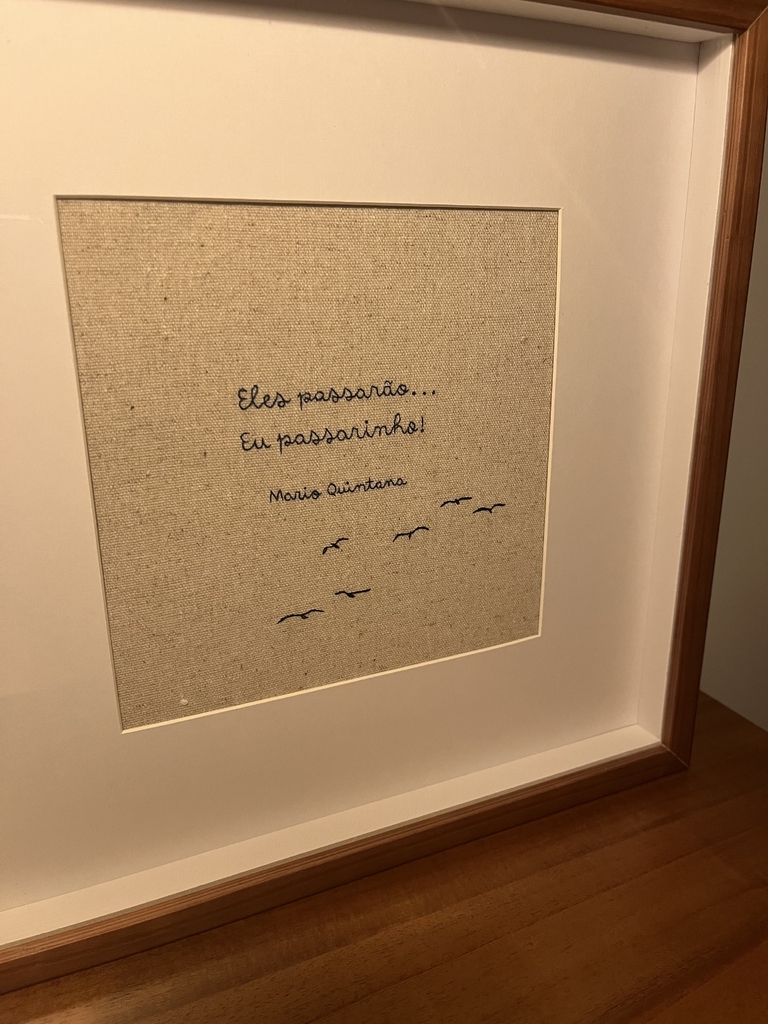 Eles passarão...
Eu passarinho!
Mario Quintana